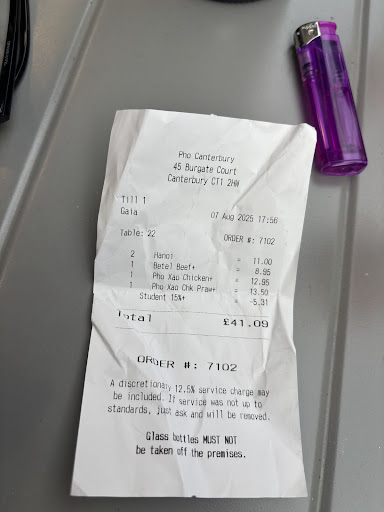 Pho Canterbury
45 Burgate Court
Canterbury CT1 2HW
Till 1
Gaia 07 Aug 2025 17:56
Table: 22 ORDER #: 7102
2 Hanoi = 11.00
1 Betel Beef+ = 8.95
1 Pho Xao Chicken+ = 12.95
1 Pho Xao Chk Praw+ = 13.50
Student 15%+ = -5.31
Total £41.09
ORDER #: 7102
A discretionary 12.5% service charge may
be included. If service was not up to
standards, just ask and will be removed.
Glass bottles MUST NOT
be taken off the premises.